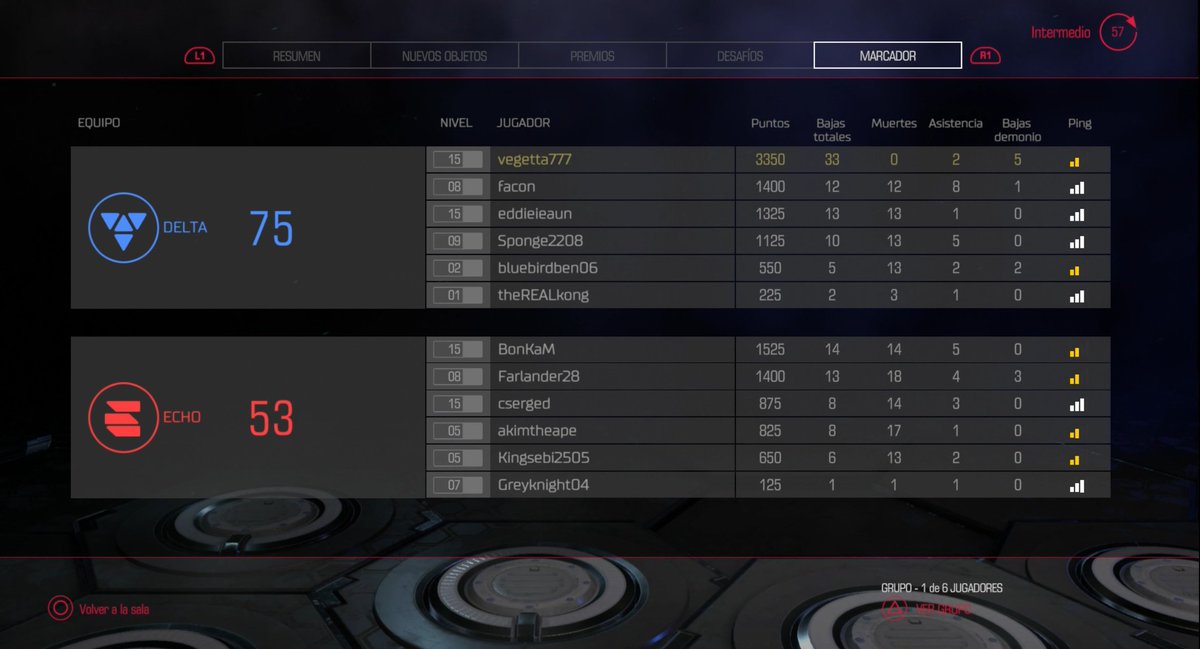 Intermedio 57
L1 RESUMEN NUEVOS OBJETOS PREMIOS DESAFÍOS MARCADOR R1
EQUIPO NIVEL JUGADOR Puntos Bajas totales Muertes Asistencia Bajas demonio Ping
DELTA 75
15 vegetta777 3350 33 0 2 5
08 facon 1400 12 12 8 1
15 eddieieaun 1325 13 13 1 0
09 Sponge2208 1125 10 13 5 0
02 bluebirdben06 550 5 13 2 2
01 theREALkong 225 2 3 1 0
ECHO 53
15 BonKaM 1525 14 14 5 0
08 Farlander28 1400 13 18 4 3
15 cserged 875 8 14 3 0
05 akimtheape 825 8 17 1 0
05 Kingsebi2505 650 6 13 2 0
07 Greyknight04 125 1 1 1 0
GRUPO - 1 de 6 JUGADORES
Volver a la sala VER GRUPO